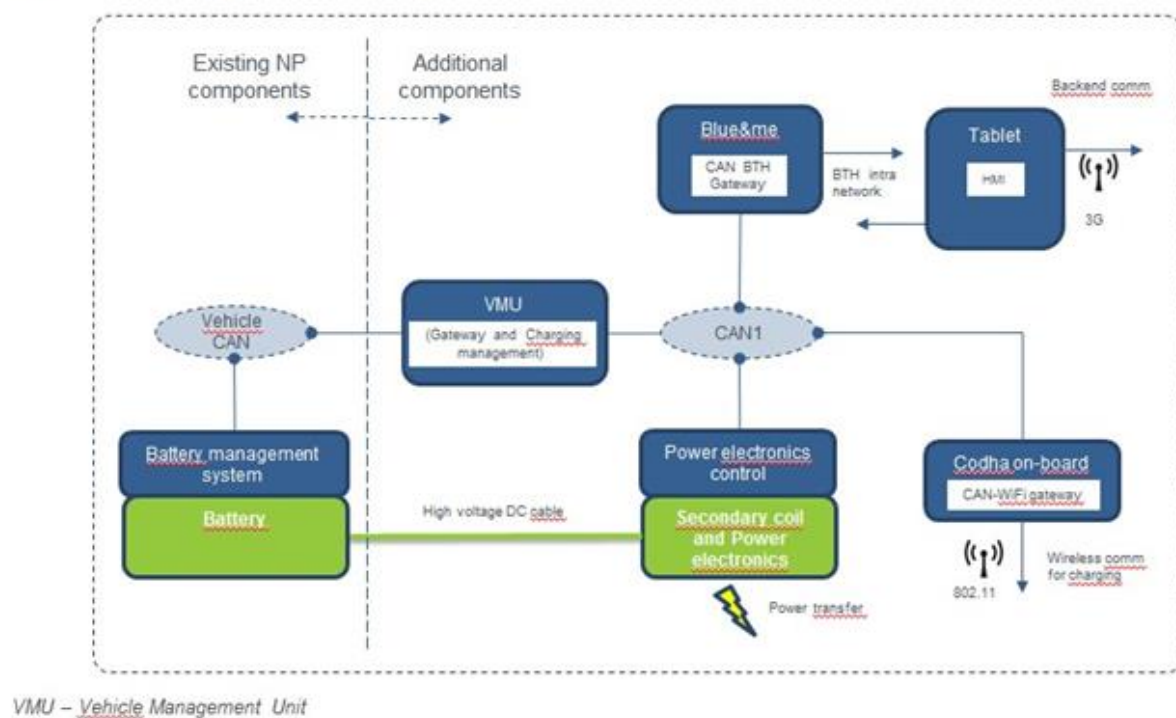 Existing NP
components
Additional
components
Backend comm
Blue&me
CAN BTH
Gateway
BTH intra
network
Tablet
HMI
3G
Vehicle
CAN
VMU
(Gateway and Charging
management)
CAN1
Battery management
system
Battery
High voltage DC cable
Power electronics
control
Secondary coil
and Power
electronics
Power transfer
Codha on-board
CAN-WiFi gateway
802.11
Wireless comm
for charging
VMU – Vehicle Management Unit